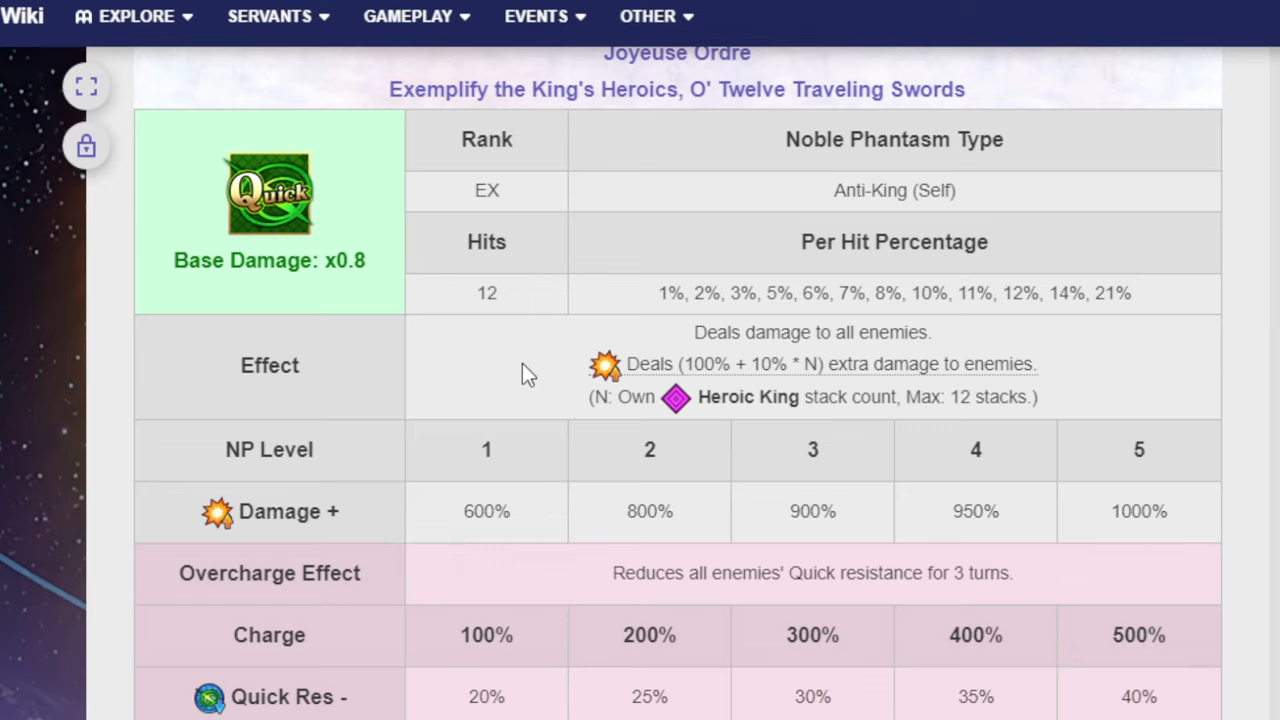 Wiki EXPLORE SERVANTS GAMEPLAY EVENTS OTHER
Joyeuse Ordre
Exemplify the King's Heroics, O' Twelve Traveling Swords
Quick
Base Damage: x0.8
Rank Noble Phantasm Type
EX Anti-King (Self)
Hits Per Hit Percentage
12 1%, 2%, 3%, 5%, 6%, 7%, 8%, 10%, 11%, 12%, 14%, 21%
Effect
Deals damage to all enemies.
Deals (100% + 10% * N) extra damage to enemies.
(N: Own Heroic King stack count, Max: 12 stacks.)
NP Level 1 2 3 4 5
Damage + 600% 800% 900% 950% 1000%
Overcharge Effect Reduces all enemies' Quick resistance for 3 turns.
Charge 100% 200% 300% 400% 500%
Quick Res - 20% 25% 30% 35% 40%